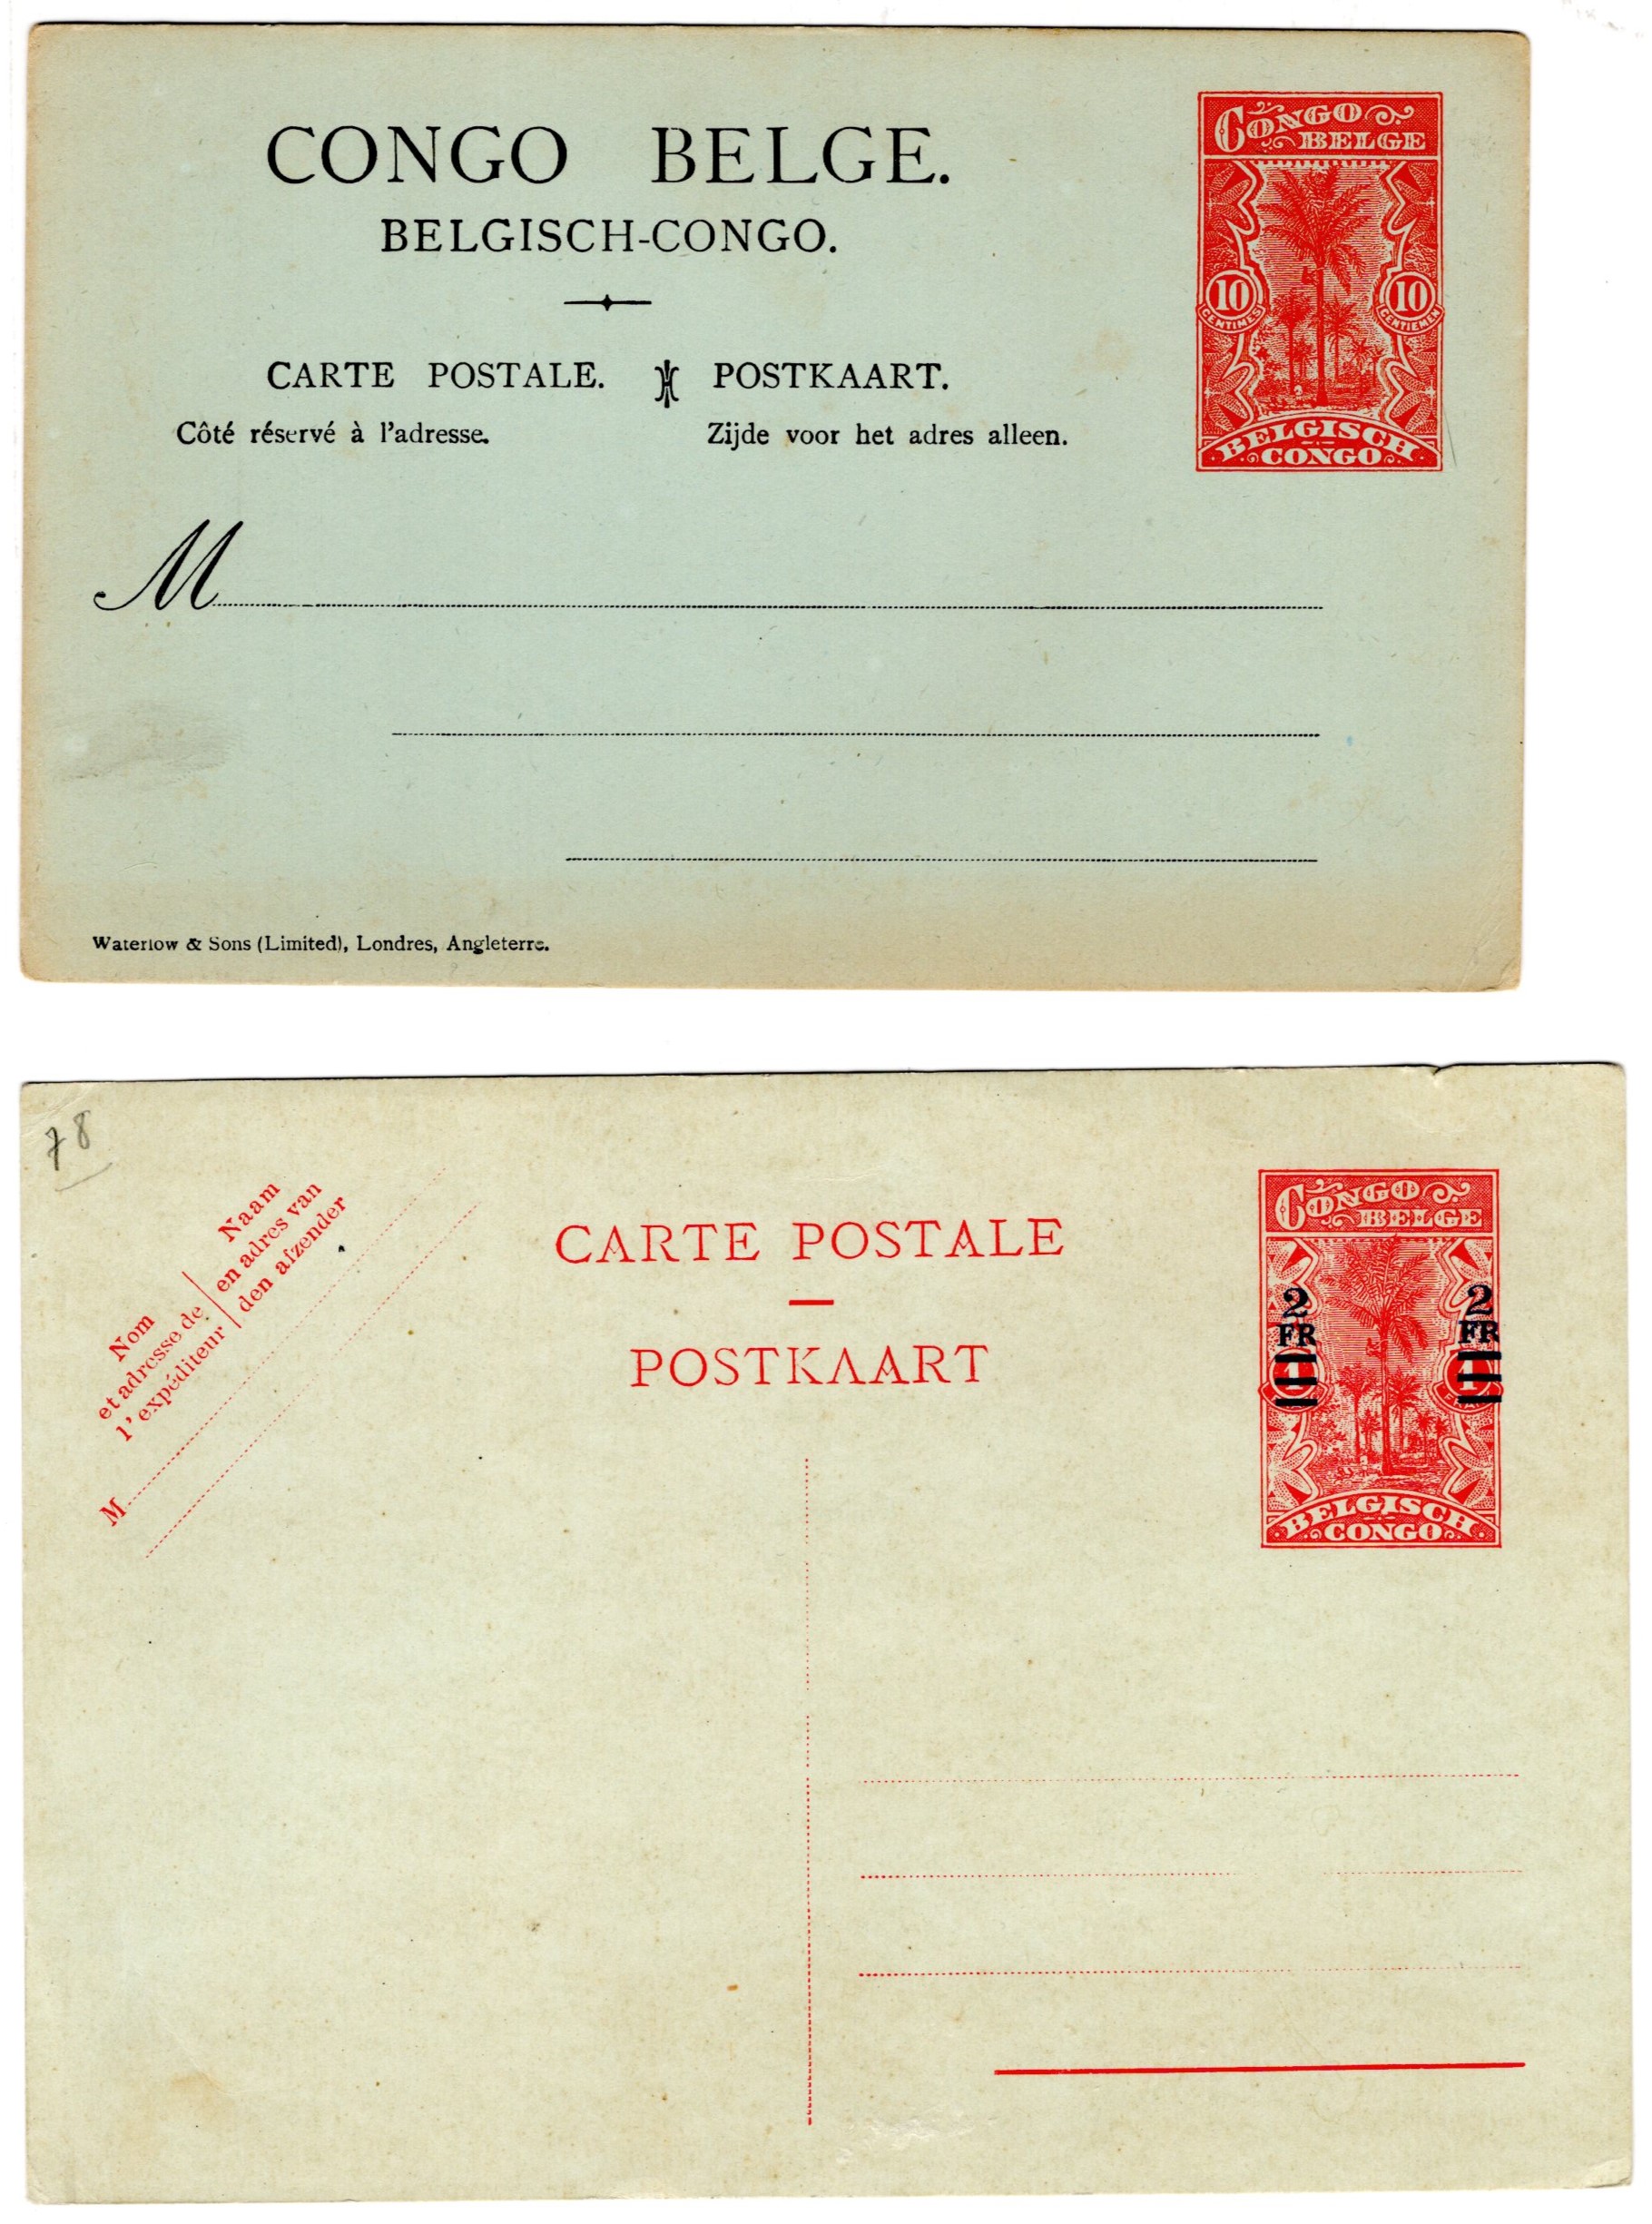 CONGO BELGE.
BELGISCH-CONGO.
CARTE POSTALE. POSTKAART.
Côté réservé à l'adresse. Zijde voor het adres alleen.
CONGO
BELGE
10 10
CENTIMES CENTIEMEN
BELGISCH
CONGO
M
Waterlow & Sons (Limited), Londres, Angleterre.
78
Nom
et adresse de
l'expéditeur
Naam
en adres van
den afzender
M
CARTE POSTALE
POSTKAART
CONGO
BELGE
2 2
FR FR
1 1
BELGISCH
CONGO